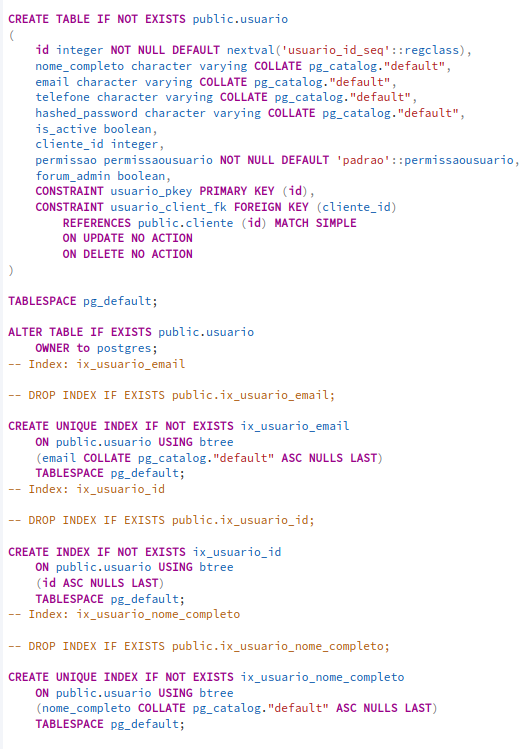 CREATE TABLE IF NOT EXISTS public.usuario
(
    id integer NOT NULL DEFAULT nextval('usuario_id_seq'::regclass),
    nome_completo character varying COLLATE pg_catalog."default",
    email character varying COLLATE pg_catalog."default",
    telefone character varying COLLATE pg_catalog."default",
    hashed_password character varying COLLATE pg_catalog."default",
    is_active boolean,
    cliente_id integer,
    permissao permissaousuario NOT NULL DEFAULT 'padrao'::permissaousuario,
    forum_admin boolean,
    CONSTRAINT usuario_pkey PRIMARY KEY (id),
    CONSTRAINT usuario_client_fk FOREIGN KEY (cliente_id)
        REFERENCES public.cliente (id) MATCH SIMPLE
        ON UPDATE NO ACTION
        ON DELETE NO ACTION
)
TABLESPACE pg_default;
ALTER TABLE IF EXISTS public.usuario
    OWNER to postgres;
-- Index: ix_usuario_email
-- DROP INDEX IF EXISTS public.ix_usuario_email;
CREATE UNIQUE INDEX IF NOT EXISTS ix_usuario_email
    ON public.usuario USING btree
    (email COLLATE pg_catalog."default" ASC NULLS LAST)
    TABLESPACE pg_default;
-- Index: ix_usuario_id
-- DROP INDEX IF EXISTS public.ix_usuario_id;
CREATE INDEX IF NOT EXISTS ix_usuario_id
    ON public.usuario USING btree
    (id ASC NULLS LAST)
    TABLESPACE pg_default;
-- Index: ix_usuario_nome_completo
-- DROP INDEX IF EXISTS public.ix_usuario_nome_completo;
CREATE UNIQUE INDEX IF NOT EXISTS ix_usuario_nome_completo
    ON public.usuario USING btree
    (nome_completo COLLATE pg_catalog."default" ASC NULLS LAST)
    TABLESPACE pg_default;